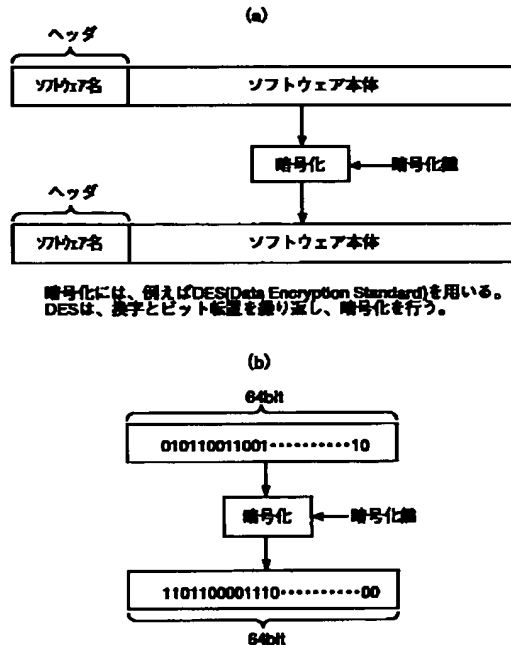 (a)
ヘッダ
ソフトウェア名 ソフトウェア本体
暗号化 暗号化鍵
ヘッダ
ソフトウェア名 ソフトウェア本体
暗号化には、例えばDES(Data Encryption Standard)を用いる。
DESは、換字とビット転置を繰り返し、暗号化を行う。
(b)
64bit
010110011001‥‥‥‥‥10
暗号化 暗号化鍵
1101100001110‥‥‥‥‥00
64bit